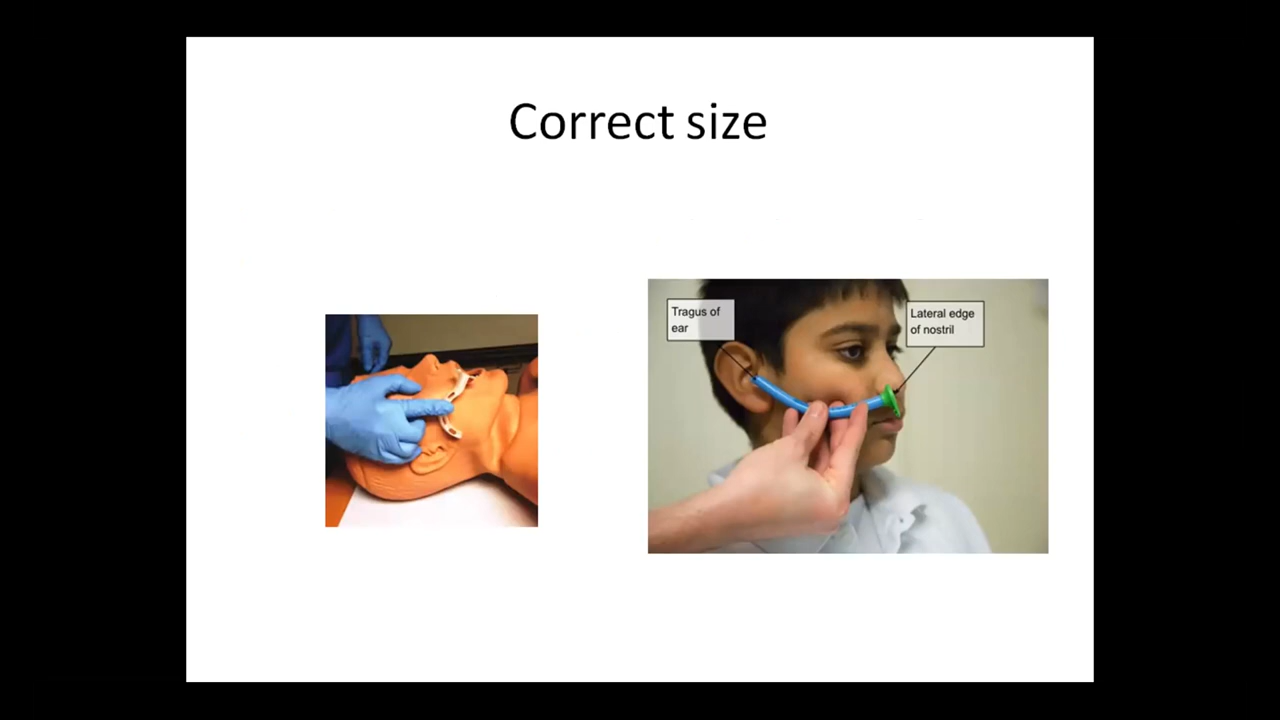 Correct size
Tragus of
ear
Lateral edge
of nostril